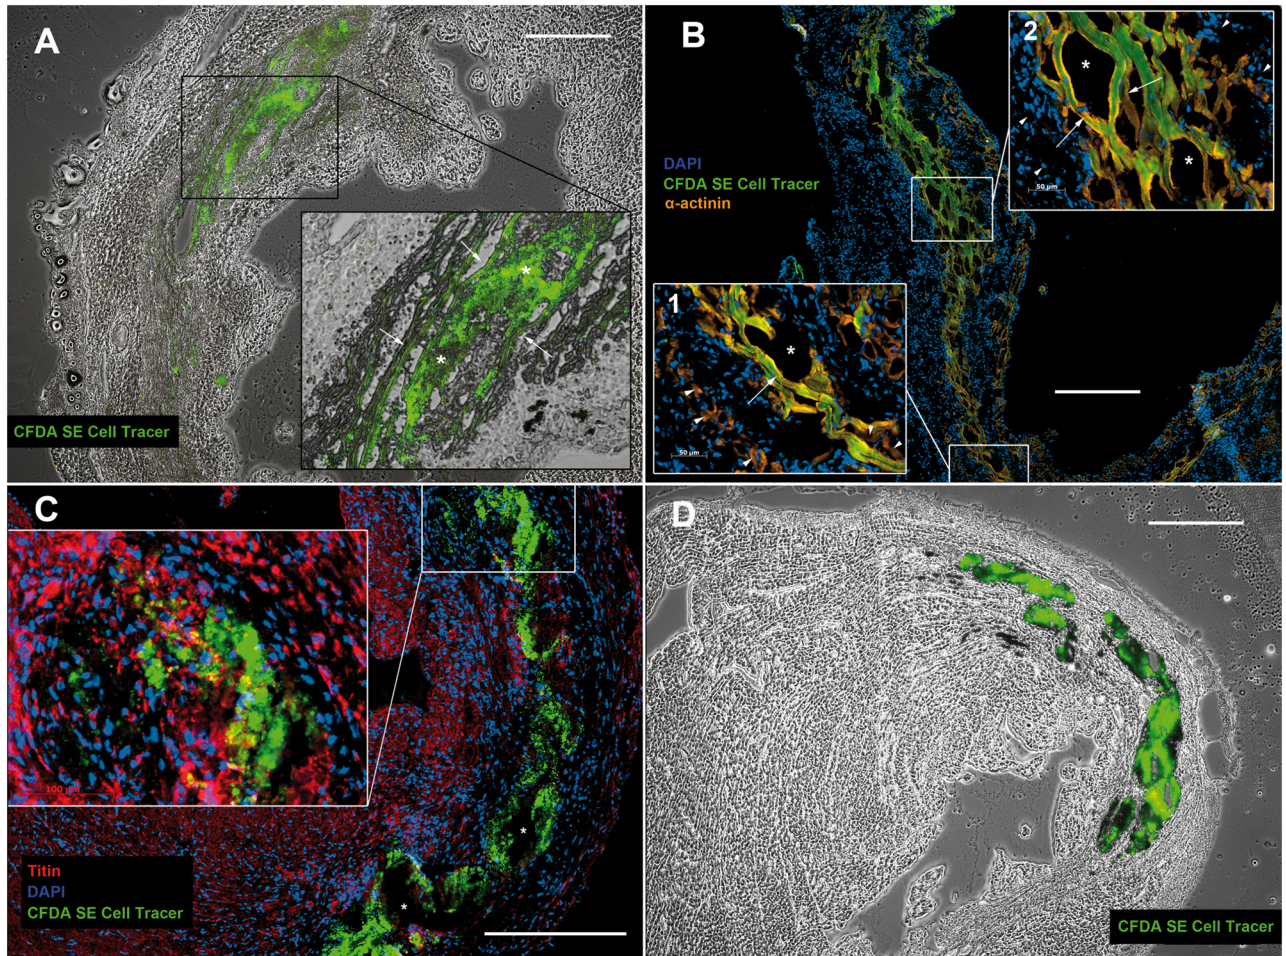 A
CFDA SE Cell Tracer
*
*
B
DAPI
CFDA SE Cell Tracer
α-actinin
2
*
*
50 µm
1
*
50 µm
C
100 µm
*
*
Titin
DAPI
CFDA SE Cell Tracer
D
CFDA SE Cell Tracer